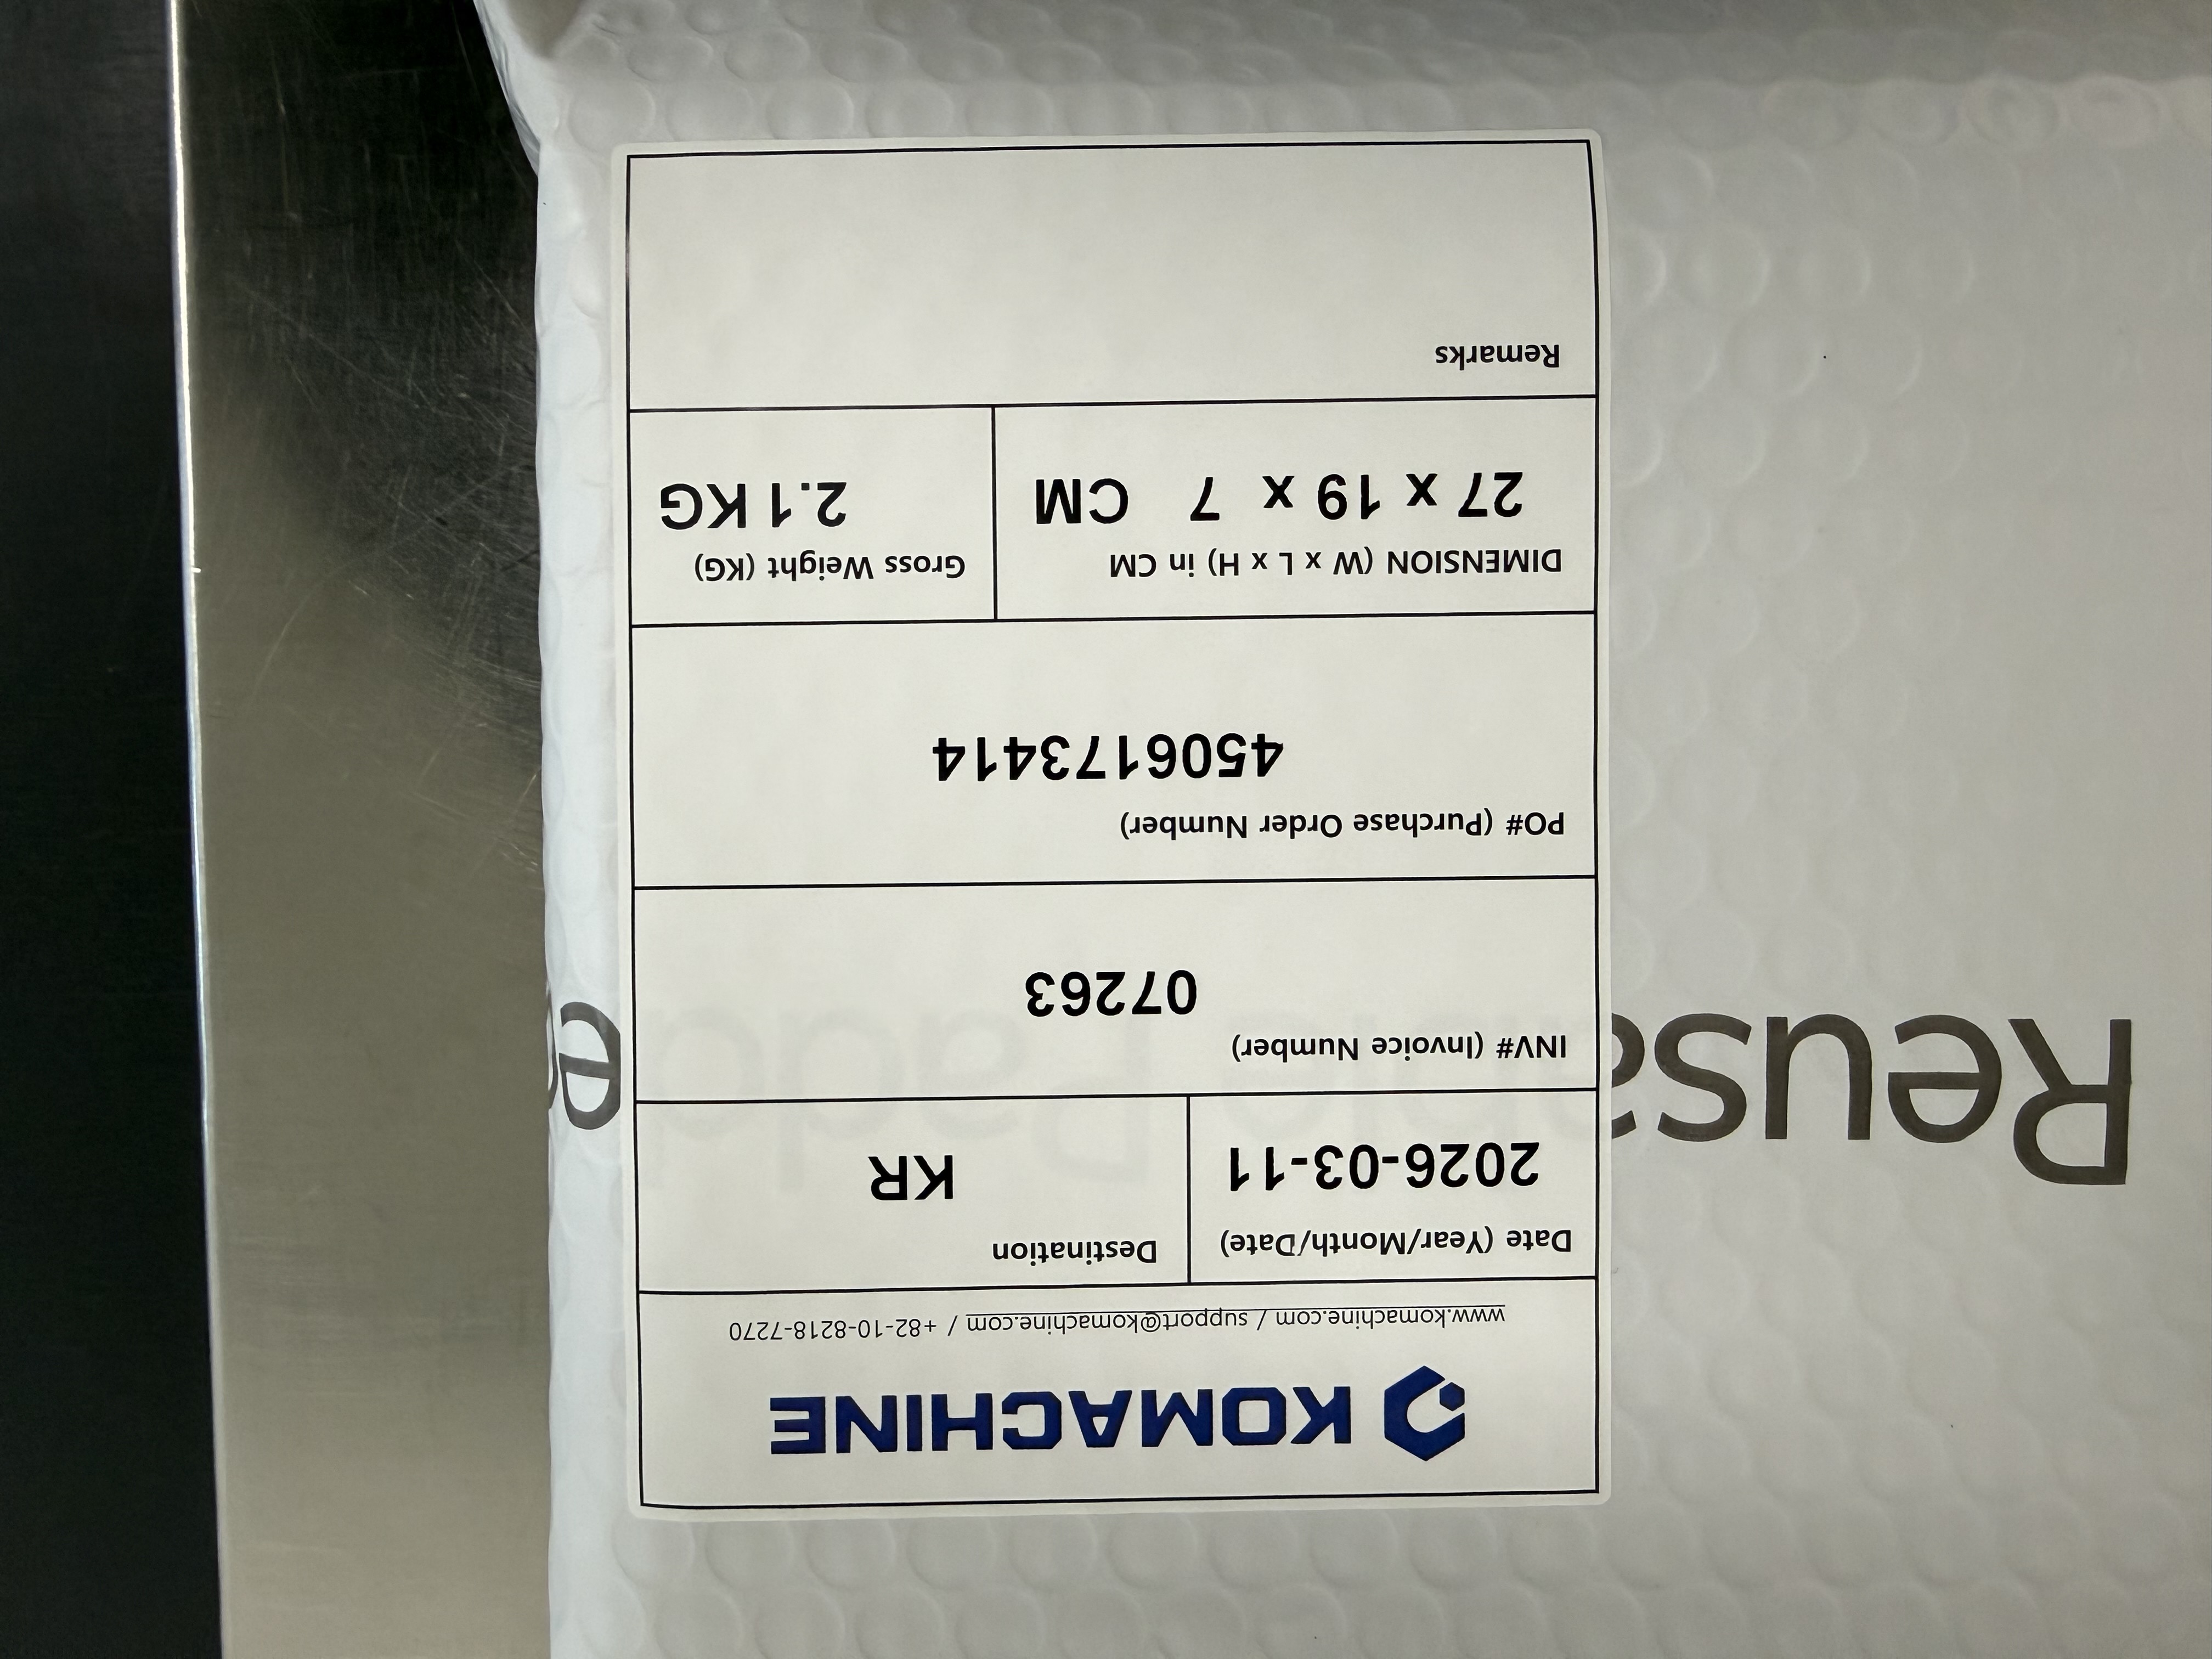 KOMACHINE
www.komachine.com / support@komachine.com / +82-10-8218-7270
Date (Year/Month/Date)
2026-03-11
Destination
KR
INV# (Invoice Number)
07263
PO# (Purchase Order Number)
4506173414
DIMENSION (W x L x H) in CM
27 x 19 x 7 CM
Gross Weight (KG)
2.1 KG
Remarks
Reusable Padde